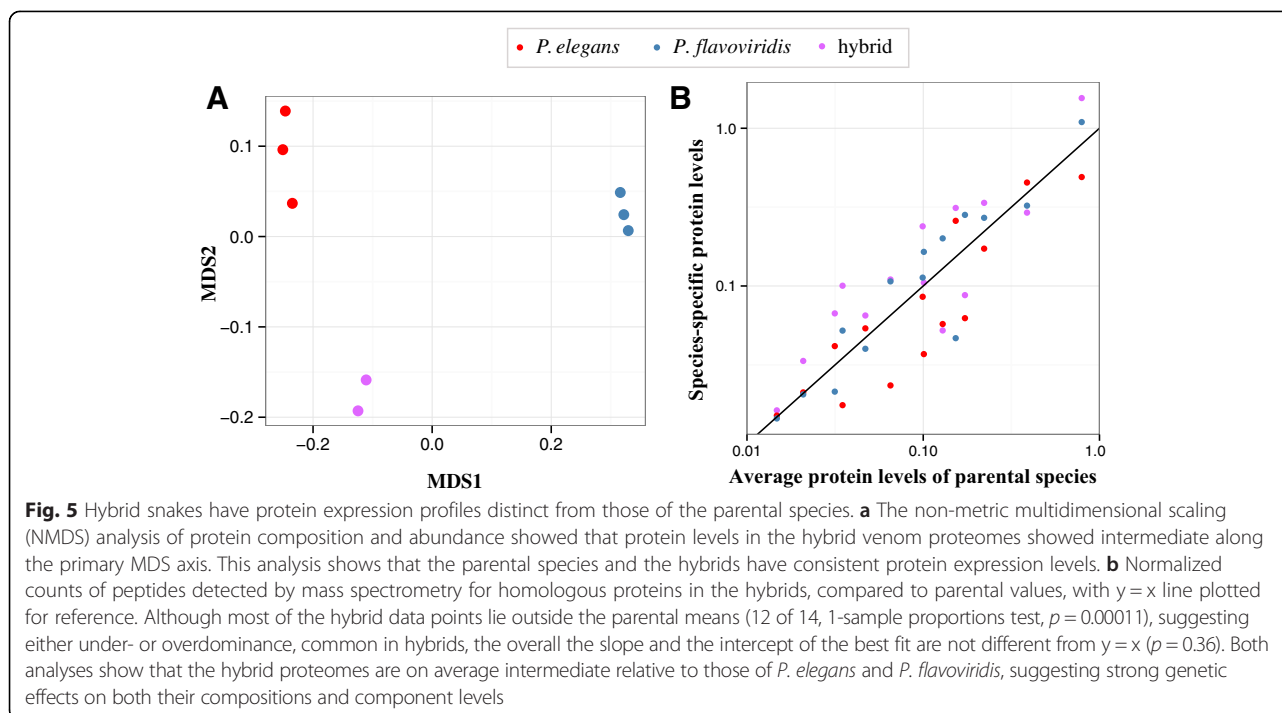 P. elegans P. flavoviridis hybrid
A
B
0.1
0.0
−0.1
−0.2
MDS2
−0.2 0.0 0.2
MDS1
1.0
0.1
Species-specific protein levels
0.01 0.10 1.0
Average protein levels of parental species
Fig. 5 Hybrid snakes have protein expression profiles distinct from those of the parental species. a The non-metric multidimensional scaling
(NMDS) analysis of protein composition and abundance showed that protein levels in the hybrid venom proteomes showed intermediate along
the primary MDS axis. This analysis shows that the parental species and the hybrids have consistent protein expression levels. b Normalized
counts of peptides detected by mass spectrometry for homologous proteins in the hybrids, compared to parental values, with y = x line plotted
for reference. Although most of the hybrid data points lie outside the parental means (12 of 14, 1-sample proportions test, p = 0.00011), suggesting
either under- or overdominance, common in hybrids, the overall the slope and the intercept of the best fit are not different from y = x (p = 0.36). Both
analyses show that the hybrid proteomes are on average intermediate relative to those of P. elegans and P. flavoviridis, suggesting strong genetic
effects on both their compositions and component levels